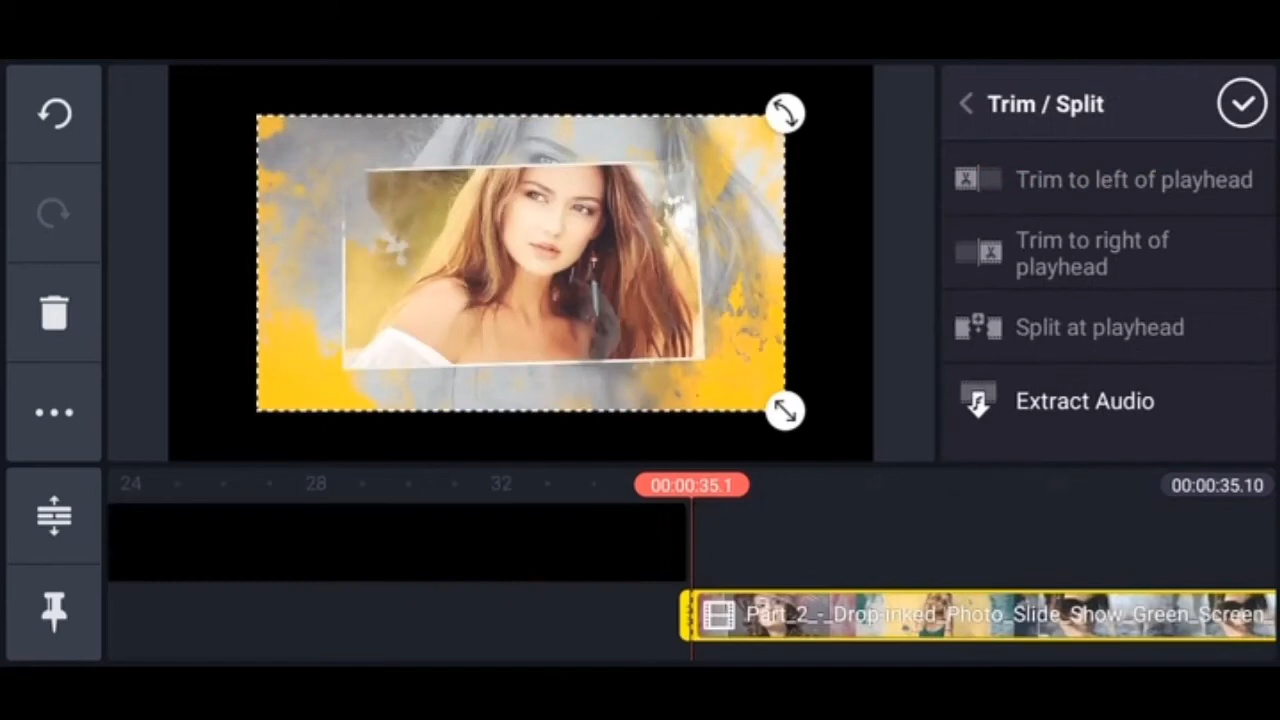 Trim / Split
Trim to left of playhead
Trim to right of
playhead
Split at playhead
Extract Audio
24
28
32
00:00:35.1
00:00:35.10
Part_2_-_Drop-inked_Photo_Slide_Show_Green_Screen_